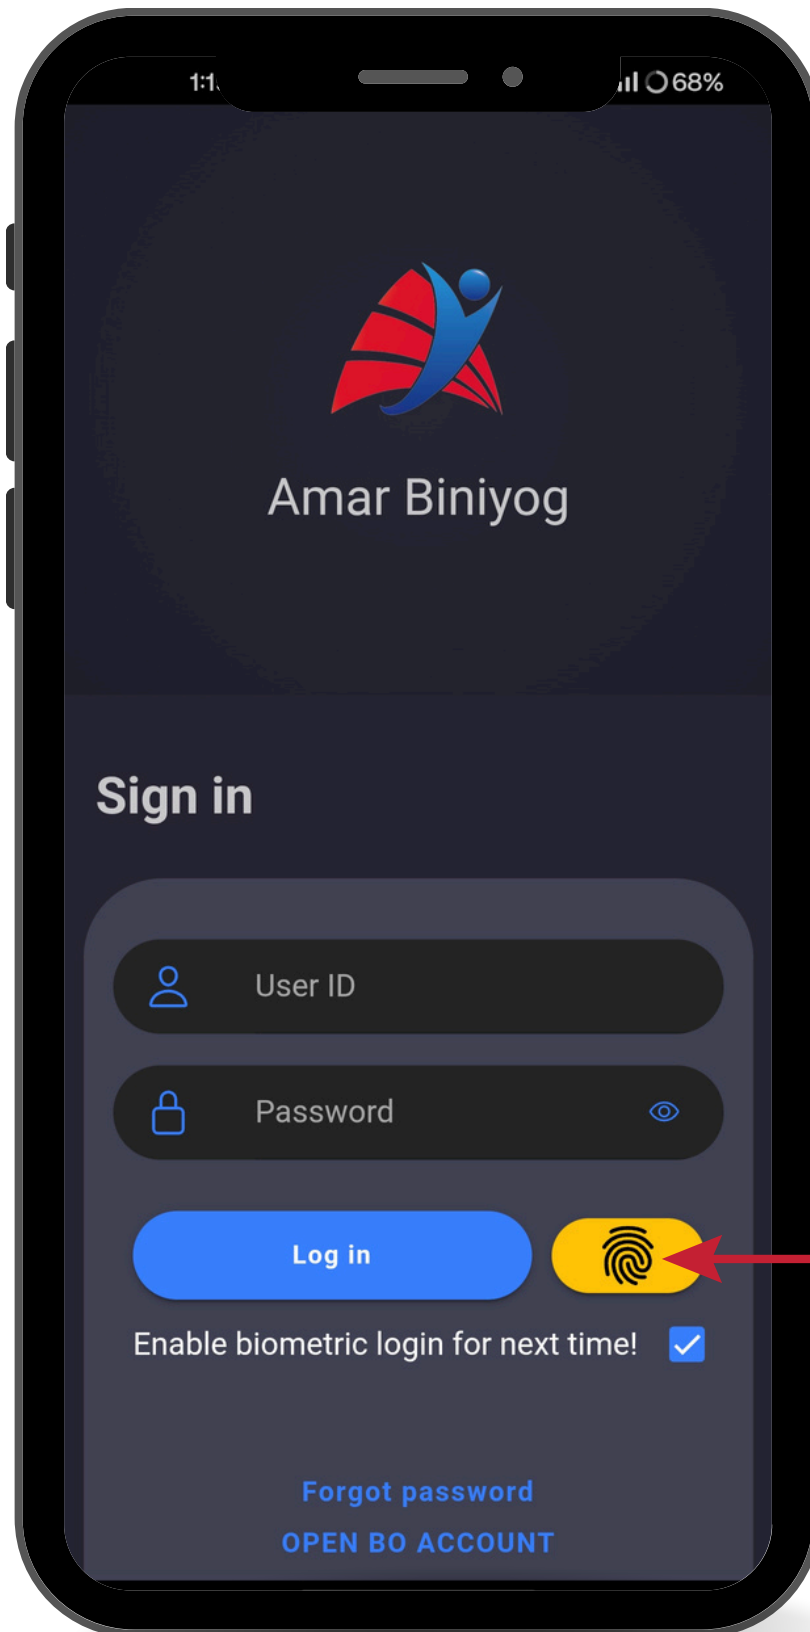 68%
Amar Biniyog
Sign in
User ID
Password
Log in
Enable biometric login for next time!
Forgot password
OPEN BO ACCOUNT